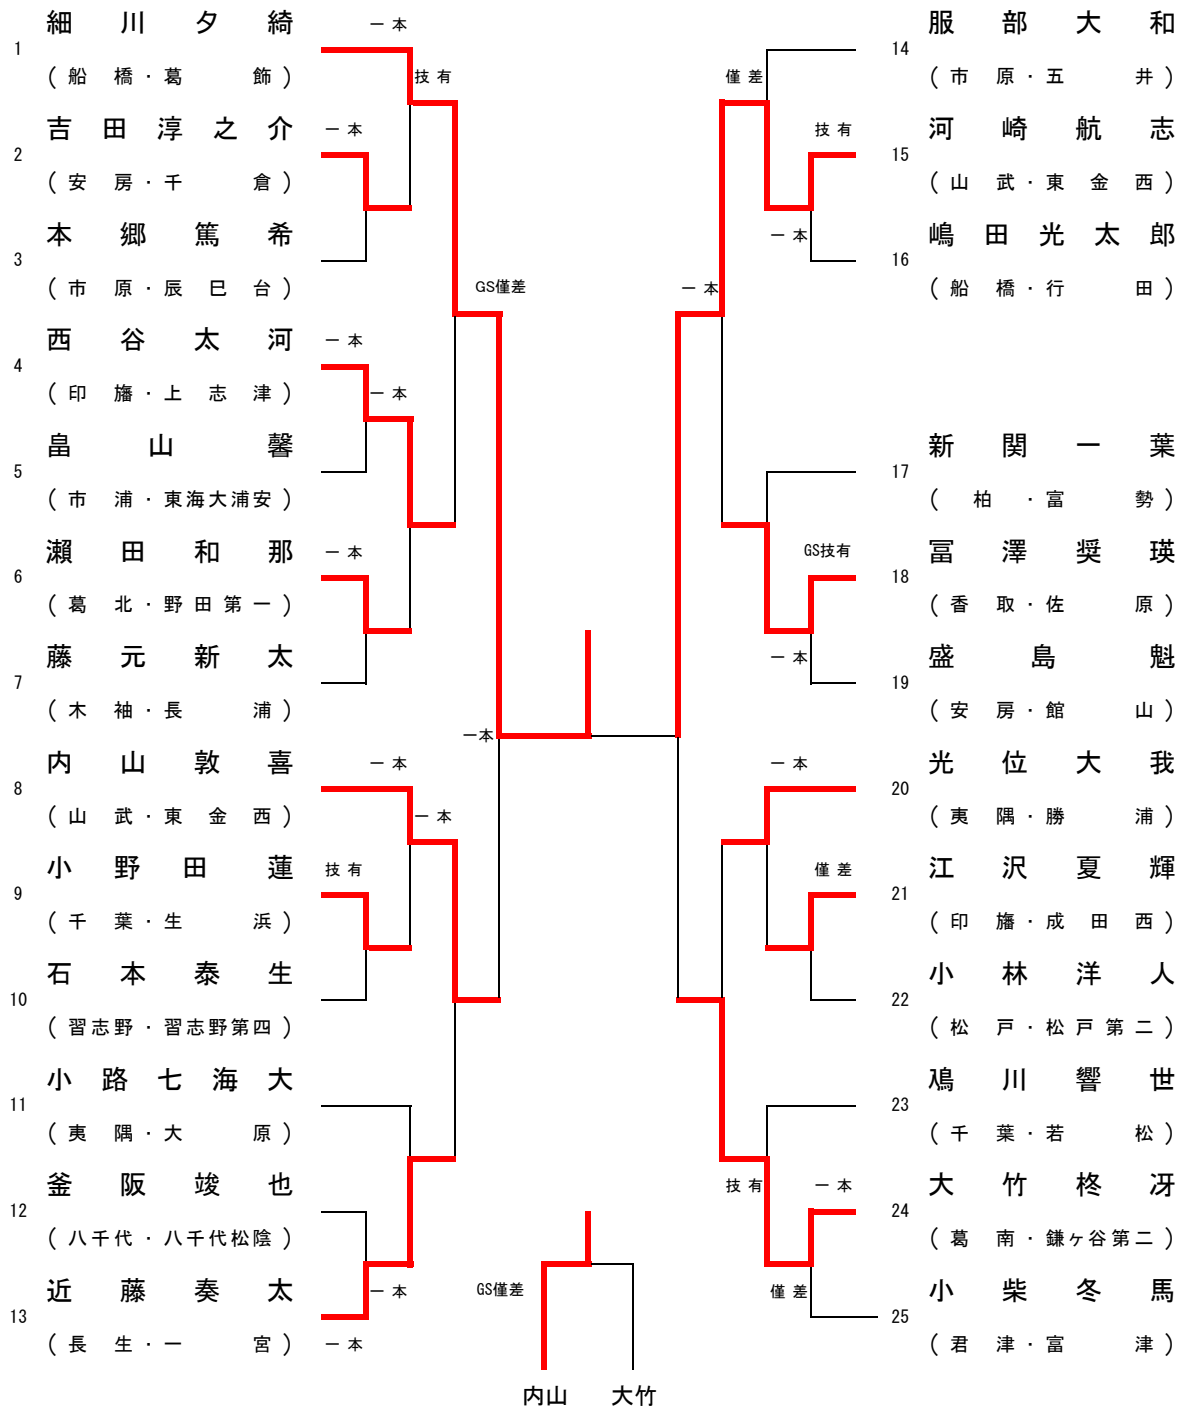 細川夕綺
一本
1
(船橋・葛飾)
技有
吉田淳之介
一本
2
(安房・千倉)
本郷篤希
3
(市原・辰巳台)
GS僅差
西谷太河
一本
4
(印旛・上志津)
一本
畠山馨
5
(市浦・東海大浦安)
瀬田和那
一本
6
(葛北・野田第一)
藤元新太
7
(木袖・長浦)
一本
内山敦喜
一本
8
(山武・東金西)
一本
小野田蓮
技有
9
(千葉・生浜)
石本泰生
10
(習志野・習志野第四)
小路七海大
11
(夷隅・大原)
釜阪竣也
12
(八千代・八千代松陰)
近藤奏太
一本
13
(長生・一宮)
一本
服部大和
14
僅差
(市原・五井)
河崎航志
技有
15
(山武・東金西)
嶋田光太郎
一本
16
一本
(船橋・行田)
新関一葉
17
(柏・富勢)
冨澤奨瑛
GS技有
18
(香取・佐原)
盛島魁
一本
19
(安房・館山)
光位大我
一本
20
(夷隅・勝浦)
江沢夏輝
僅差
21
(印旛・成田西)
小林洋人
22
(松戸・松戸第二)
鳰川響世
23
(千葉・若松)
大竹柊冴
技有
一本
24
(葛南・鎌ヶ谷第二)
小柴冬馬
僅差
25
(君津・富津)
GS僅差
内山 大竹